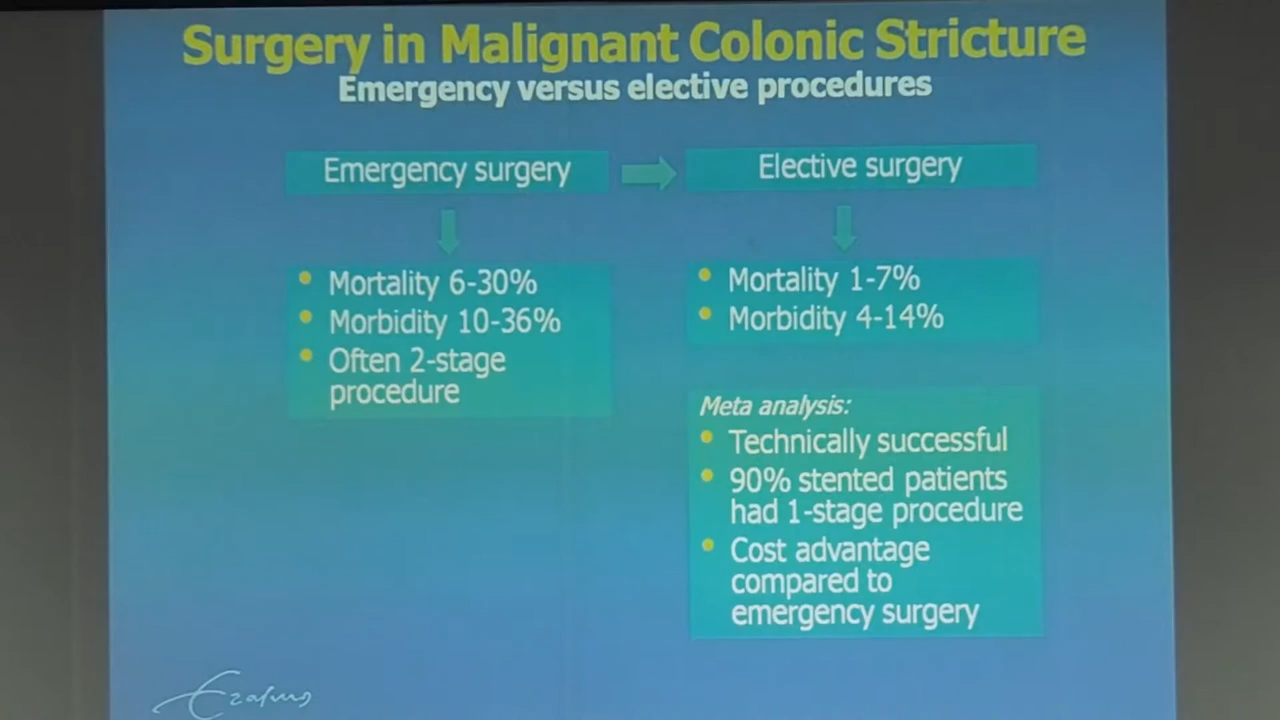 Surgery in Malignant Colonic Stricture
Emergency versus elective procedures
Emergency surgery
Elective surgery
• Mortality 6-30%
• Morbidity 10-36%
• Often 2-stage
procedure
• Mortality 1-7%
• Morbidity 4-14%
Meta analysis:
• Technically successful
• 90% stented patients
had 1-stage procedure
• Cost advantage
compared to
emergency surgery
Erasmus